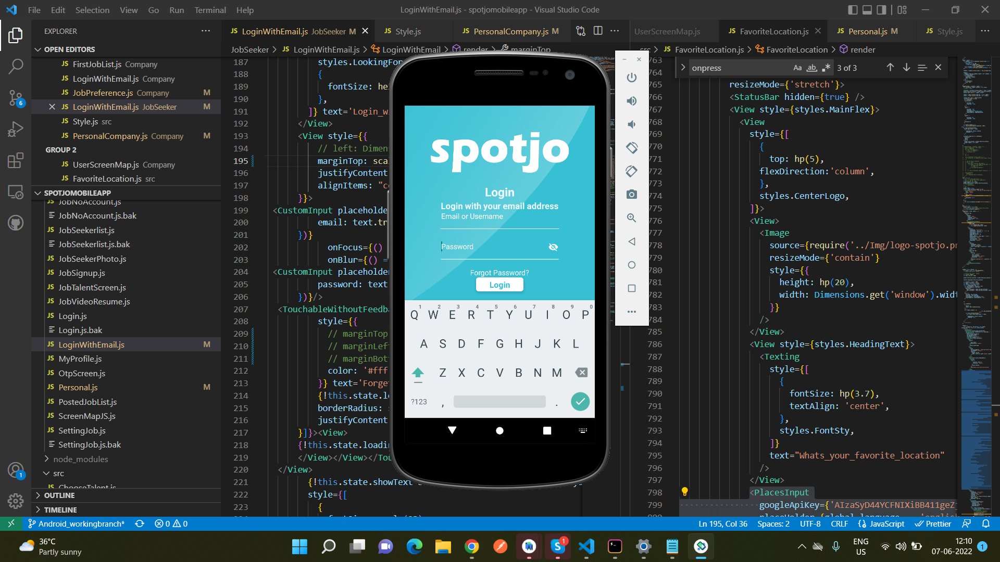 File Edit Selection View Go Run Terminal Help
LoginWithEmail.js - spotjomobileapp - Visual Studio Code
EXPLORER
OPEN EDITORS
JS FirstJobList.js Company
JS LoginWithEmail.js Company
JS JobPreference.js Company M
JS LoginWithEmail.js JobSeeker M
JS Style.js src
JS PersonalCompany.js Company M
GROUP 2
JS UserScreenMap.js Company
JS FavoriteLocation.js src
SPOTJOMOBILEAPP
JS JobNoAccount.js
JobNoAccount.js.bak
JS JobSeekerlist.js
JobSeekerlist.js.bak
JS JobSeekerPhoto.js
JS JobSignup.js
JS JobTalentScreen.js
JS JobVideoResume.js
JS Login.js
Login.js.bak
JS LoginWithEmail.js M
JS MyProfile.js
JS OtpScreen.js
JS Personal.js M
JS PostedJobList.js
JS ScreenMapJS.js
JS SettingJob.js
SettingJob.js.bak
node_modules
src
JS ChooseTalent.js
OUTLINE
TIMELINE
6
1
JS LoginWithEmail.js JobSeeker M
JS Style.js
JS PersonalCompany.js M
JobSeeker > JS LoginWithEmail.js > LoginWithEmail > render > marginTop
187 styles.LookingFor
188 {
189 fontSize: he
190 },
191 ]} text='Login_w
192 </View>
193 <View style={{
194 // left: Dimen
195 marginTop: sca
196 justifyContent
197 alignItems: "c
198 }}>
199 <CustomInput placeholde
200 email: text.tr
201 })}
202 onFocus={()
203 onBlur={() =
204 <CustomInput placeholde
205 password: text
206 })}/>
207 <TouchableWithoutFeedba
208 style={{
209 // marginTop
210 // marginLeft
211 // marginBott
212 color: '#fff
213 }} text='Forget
214 {!this.state.lo
215 borderRadius:
216 justifyContent
217 }]}><View>
218 {!this.state.loadin
219 </View></View></Tou
220 </View>
221 {!this.state.showText
222 style={[
223 {
spotjo
Login
Login with your email address
Email or Username
Password
Forgot Password?
Login
1 2 3 4 5 6 7 8 9 0
Q W E R T Y U I O P
A S D F G H J K L
Z X C V B N M
?123 , .
UserScreenMap.js
JS FavoriteLocation.js
JS Personal.js M
JS Style.js
src > JS FavoriteLocation.js > FavoriteLocation > render
onpress Aa ab 3 of 3
763
764
765 resizeMode={'stretch'}>
766 <StatusBar hidden={true} />
767 <View style={styles.MainFlex}>
768 <View
769 style={[
770 {
771 top: hp(5),
772 flexDirection:'column',
773 },
774 styles.CenterLogo,
775 ]}>
776 <View>
777 <Image
778 source={require('../Img/logo-spotjo.pn
779 resizeMode={'contain'}
780 style={{
781 height: hp(20),
782 width: Dimensions.get('window').widt
783 }}
784 />
785 </View>
786 <View style={styles.HeadingText}>
787 <Texting
788 style={[
789 {
790 fontSize: hp(3.7),
791 textAlign: 'center',
792 },
793 styles.FontSty,
794 ]}
795 text="Whats_your_favorite_location"
796 />
797 </View>
798 <PlacesInput
799 googleApiKey={'AIzaSyD44YCFNIXiBB411geZ
Android_workingbranch* 0 0
Ln 195, Col 36 Spaces: 2 UTF-8 CRLF JavaScript Prettier
36°C
Partly sunny
1
ENG
US
12:10
07-06-2022
1